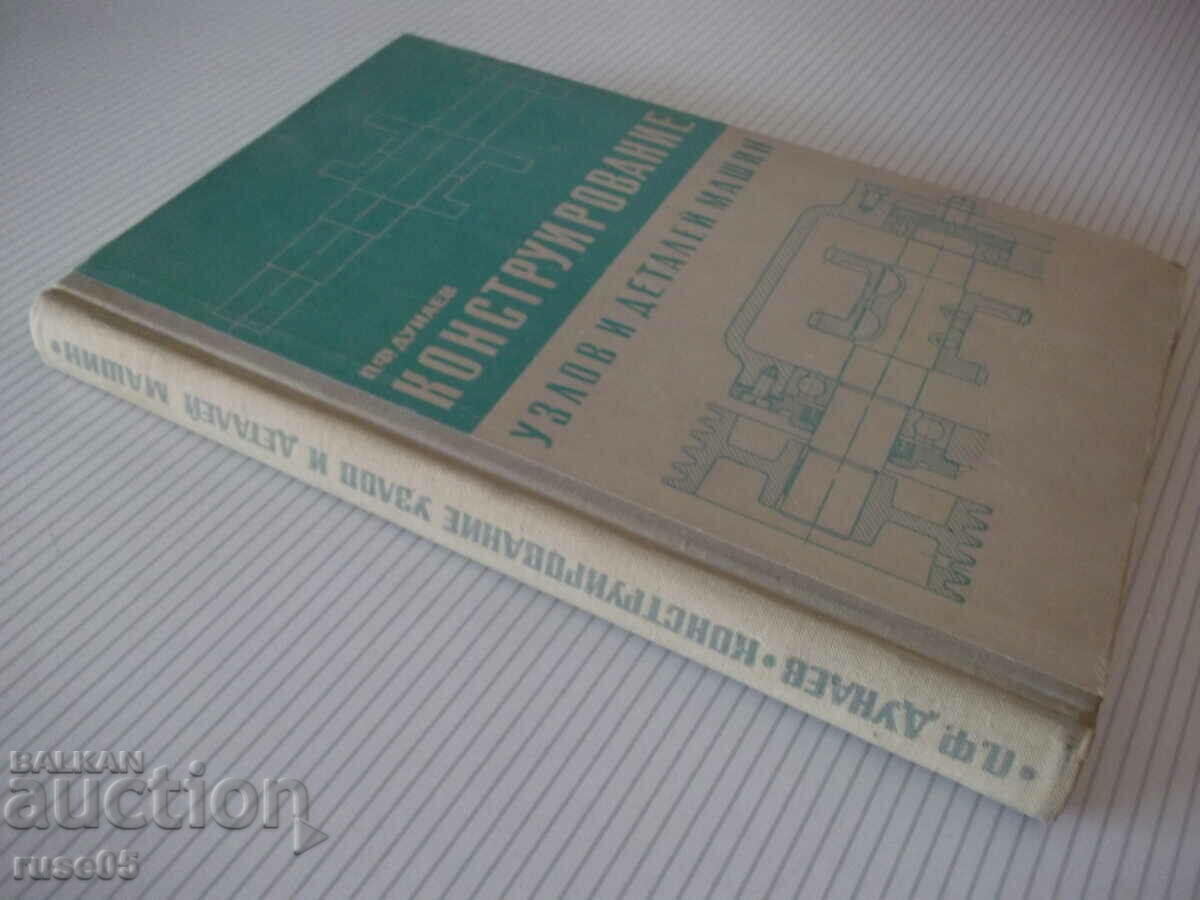 П.Ф. ДУНАЕВ
КОНСТРУИРОВАНИЕ
УЗЛОВ И ДЕТАЛЕЙ МАШИН
• П.Ф. ДУНАЕВ • КОНСТРУИРОВАНИЕ УЗЛОВ И ДЕТАЛЕЙ МАШИН •
BALKAN
auction
ruse05